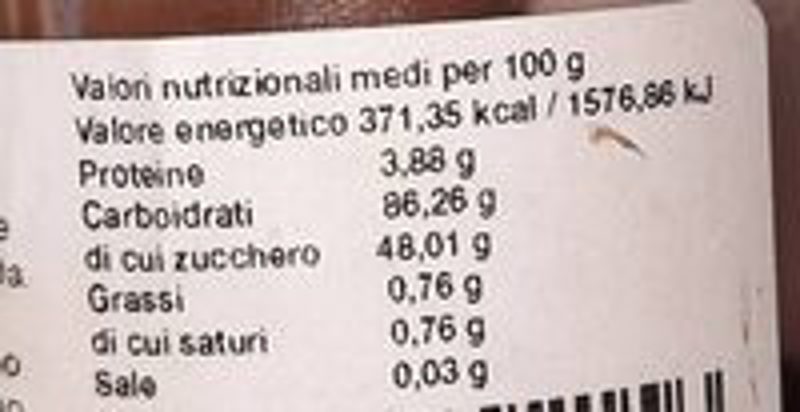 Valori nutrizionali medi per 100 g
Valore energetico 371,35 kcal / 1576,86 kJ
Proteine 3,88 g
Carboidrati 86,26 g
di cui zucchero 48,01 g
Grassi 0,76 g
di cui saturi 0,76 g
Sale 0,03 g